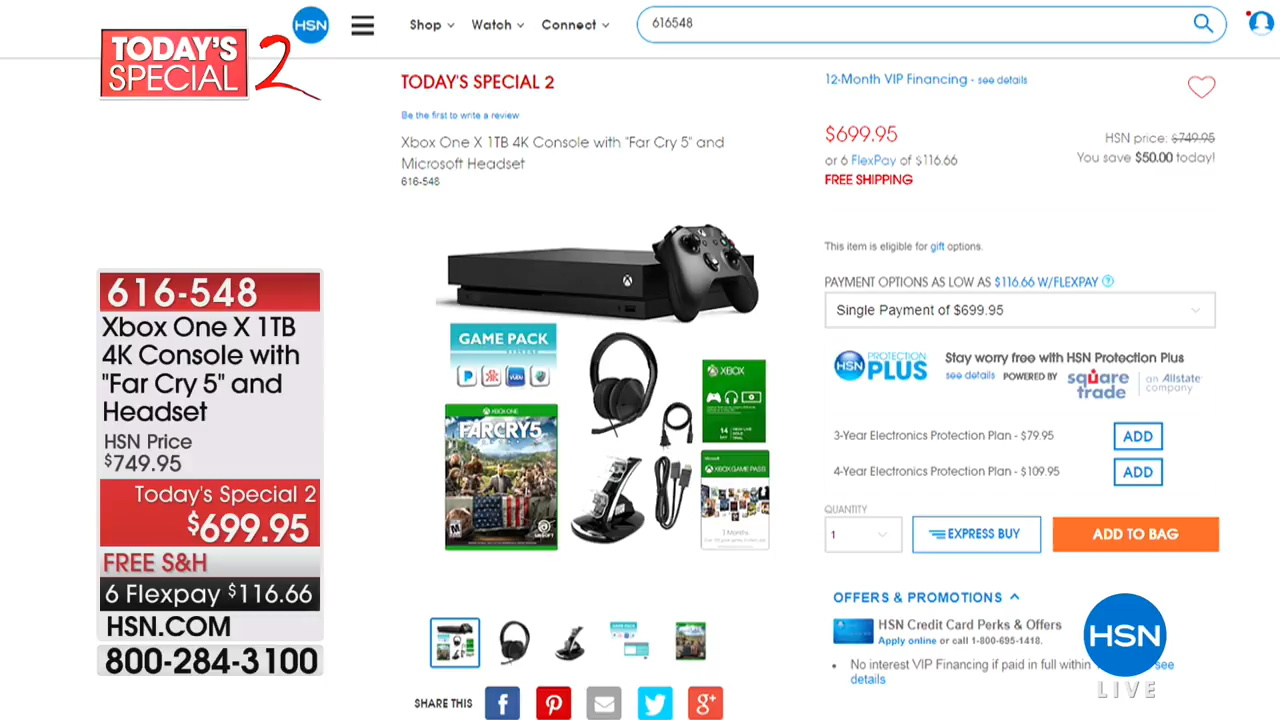 TODAY'S
SPECIAL 2
HSN
Shop
Watch
Connect
616548
TODAY'S SPECIAL 2
Be the first to write a review
Xbox One X 1TB 4K Console with "Far Cry 5" and
Microsoft Headset
616-548
12-Month VIP Financing - see details
$699.95
HSN price: $749.95
or 6 FlexPay of $116.66
You save $50.00 today!
FREE SHIPPING
This item is eligible for gift options.
PAYMENT OPTIONS AS LOW AS $116.66 W/FLEXPAY ?
Single Payment of $699.95
HSN PROTECTION
PLUS
Stay worry free with HSN Protection Plus
see details POWERED BY
square
trade
an Allstate
company
3-Year Electronics Protection Plan - $79.95
ADD
4-Year Electronics Protection Plan - $109.95
ADD
QUANTITY
1
EXPRESS BUY
ADD TO BAG
OFFERS & PROMOTIONS
HSN Credit Card Perks & Offers
Apply online or call 1-800-695-1418.
No interest VIP Financing if paid in full within
see
details
HSN
LIVE
616-548
Xbox One X 1TB
4K Console with
"Far Cry 5" and
Headset
HSN Price
$749.95
Today's Special 2
$699.95
FREE S&H
6 Flexpay $116.66
HSN.COM
800-284-3100
GAME PACK
VUDU
XBOX ONE
FARCRY5
UBISOFT
XBOX
14
DAY
Microsoft
XBOX GAME PASS
3 Months
SHARE THIS